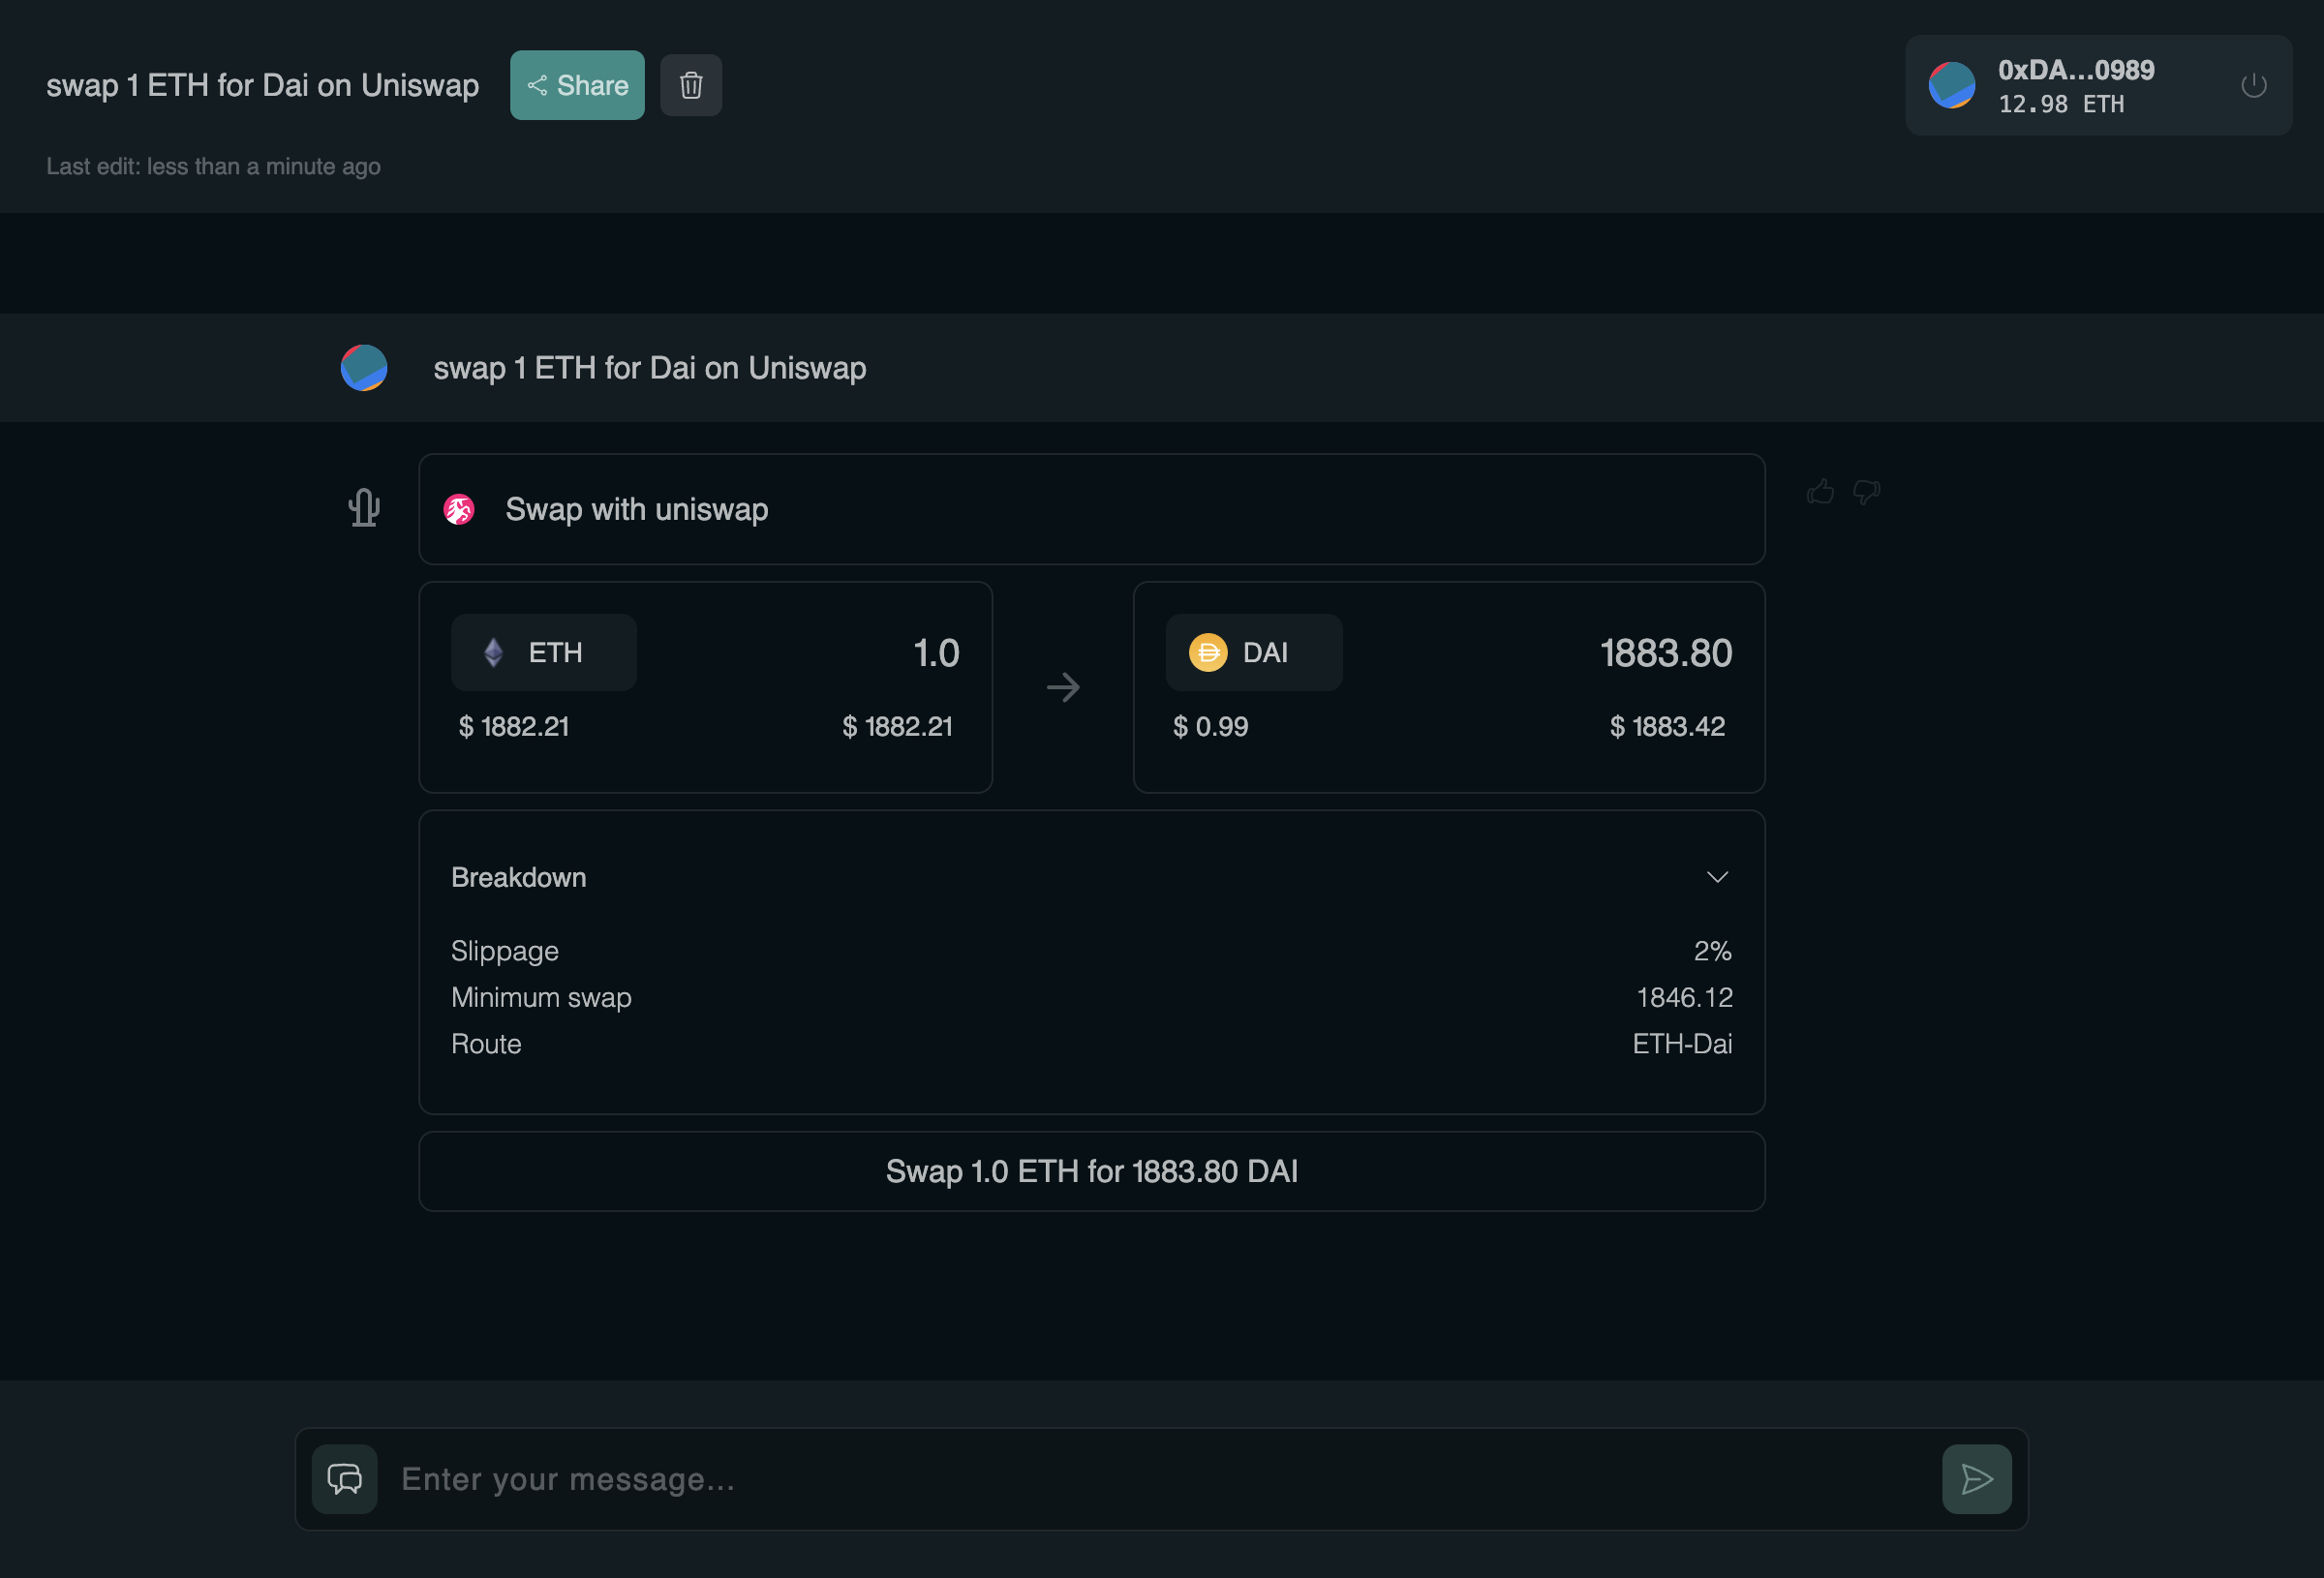 swap 1 ETH for Dai on Uniswap
Share
0xDA...0989
12.98 ETH
Last edit: less than a minute ago
swap 1 ETH for Dai on Uniswap
Swap with uniswap
ETH
1.0
$ 1882.21
$ 1882.21
DAI
1883.80
$ 0.99
$ 1883.42
Breakdown
Slippage
2%
Minimum swap
1846.12
Route
ETH-Dai
Swap 1.0 ETH for 1883.80 DAI
Enter your message...